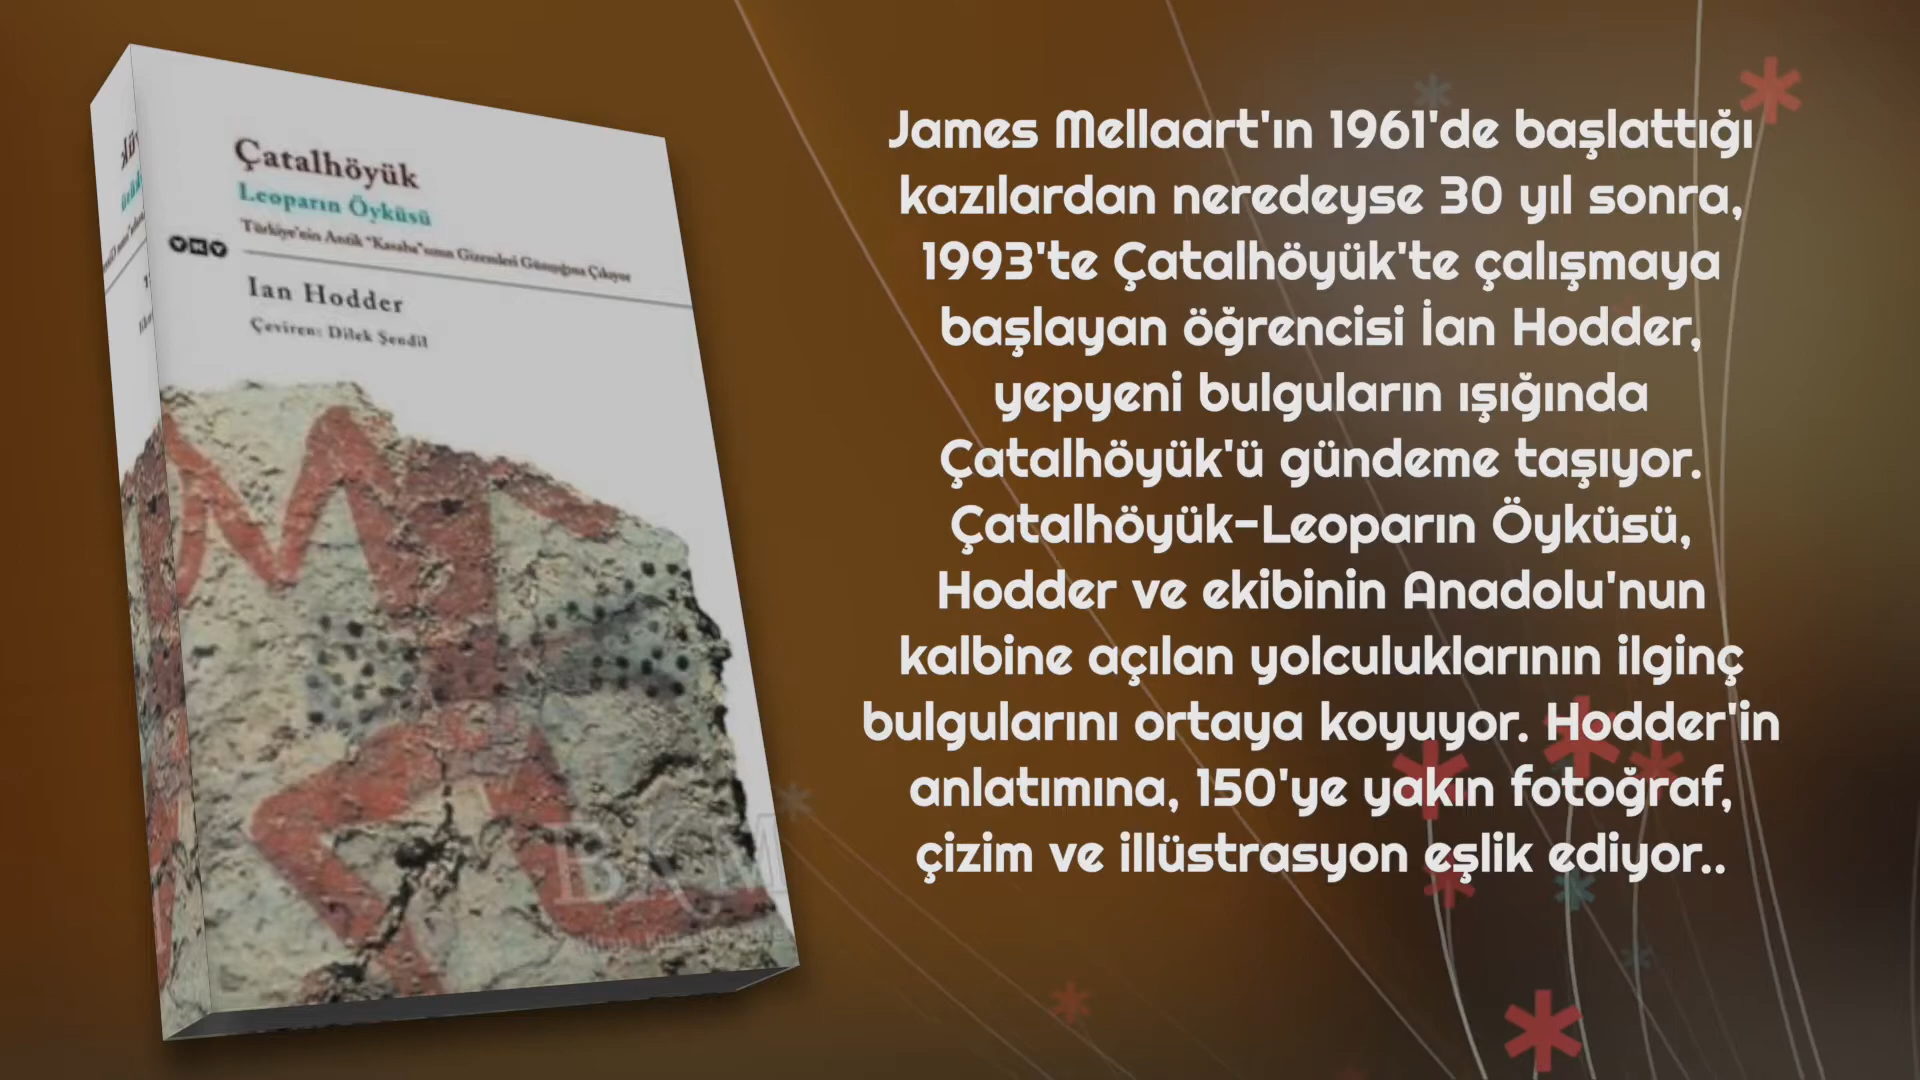 Çatalhöyük
Leoparın Öyküsü
Türkiye'nin Antik "Kasaba"sının Gizemleri Günışığına Çıkıyor
YKY
Ian Hodder
Çeviren: Dilek Şendil
BKM
James Mellaart'ın 1961'de başlattığı
kazılardan neredeyse 30 yıl sonra,
1993'te Çatalhöyük'te çalışmaya
başlayan öğrencisi İan Hodder,
yepyeni bulguların ışığında
Çatalhöyük'ü gündeme taşıyor.
Çatalhöyük-Leoparın Öyküsü,
Hodder ve ekibinin Anadolu'nun
kalbine açılan yolculuklarının ilginç
bulgularını ortaya koyuyor. Hodder'in
anlatımına, 150'ye yakın fotoğraf,
çizim ve illüstrasyon eşlik ediyor..